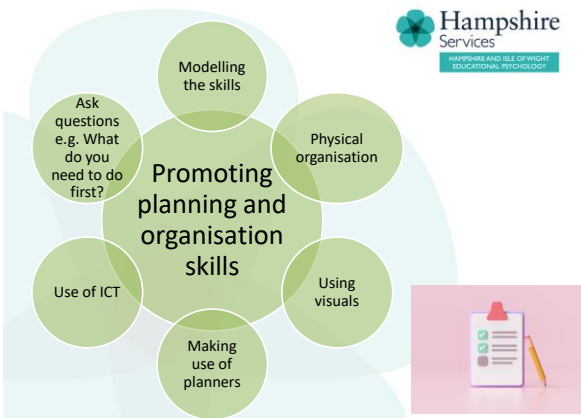 Hampshire
Services
HAMPSHIRE AND ISLE OF WIGHT
EDUCATIONAL PSYCHOLOGY
Modelling
the skills
Ask
questions
e.g. What
do you
need to do
first?
Physical
organisation
Promoting
planning and
organisation
skills
Use of ICT
Using
visuals
Making
use of
planners